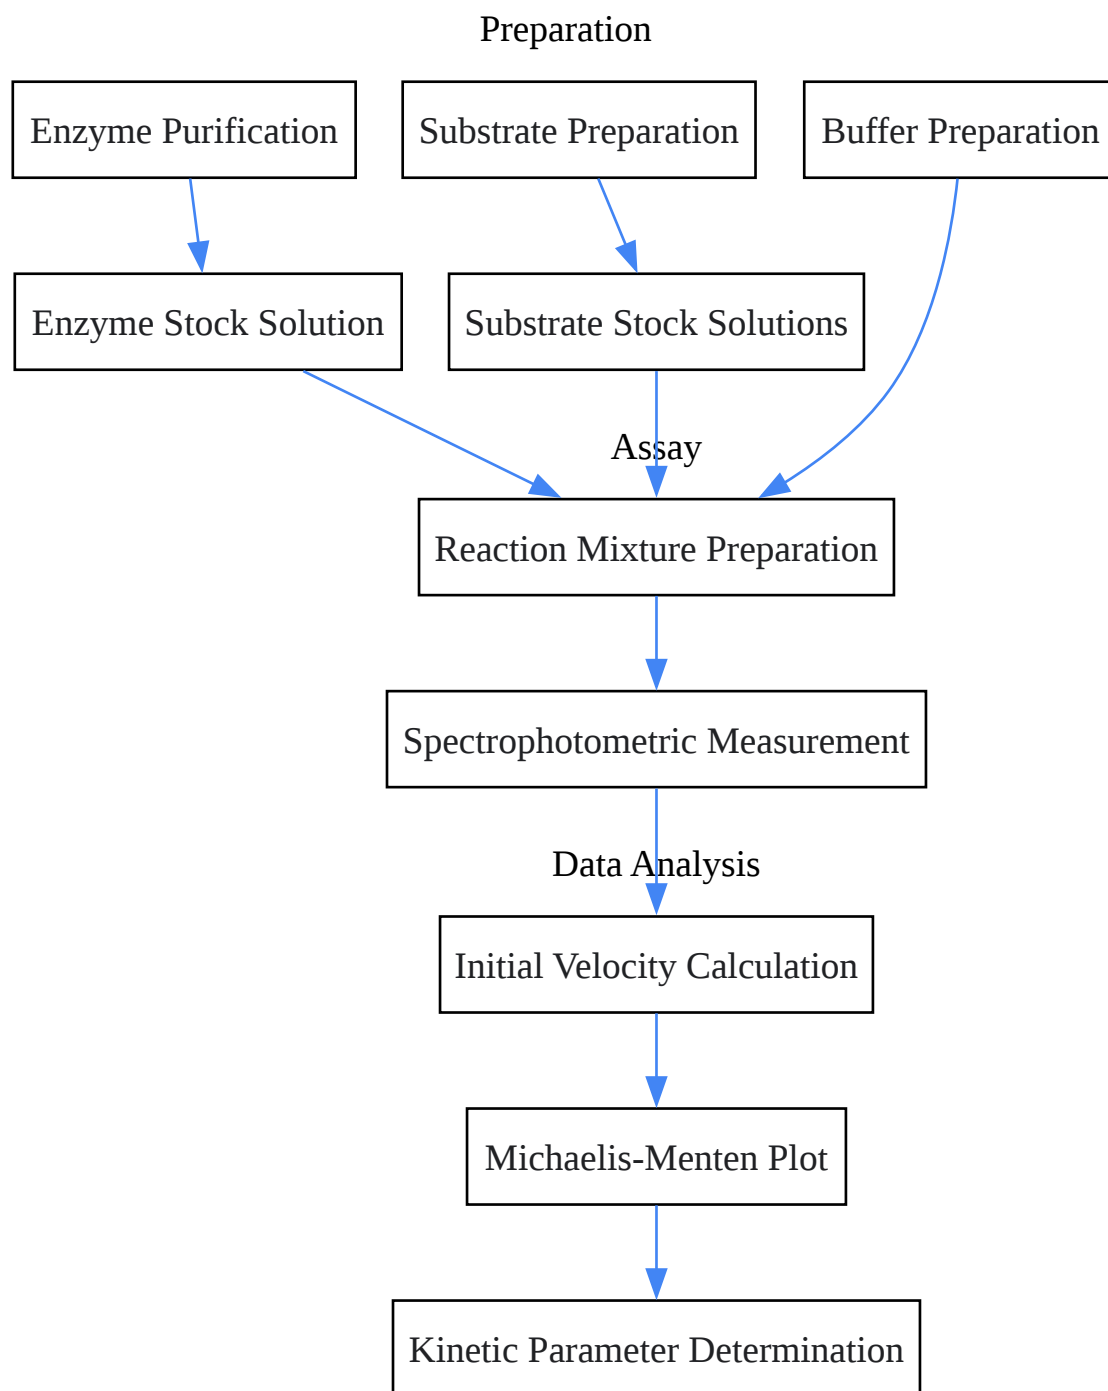 Preparation
Enzyme Purification
Substrate Preparation
Buffer Preparation
Enzyme Stock Solution
Substrate Stock Solutions
Assay
Reaction Mixture Preparation
Spectrophotometric Measurement
Data Analysis
Initial Velocity Calculation
Michaelis-Menten Plot
Kinetic Parameter Determination